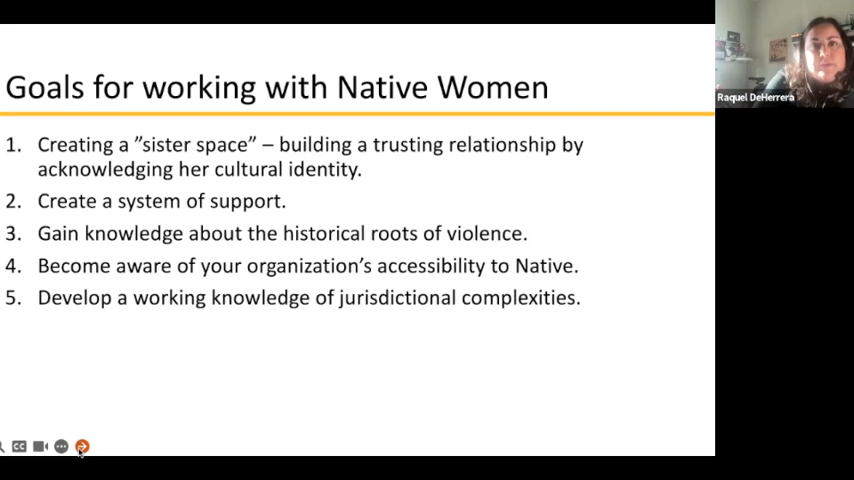 Goals for working with Native Women
Raquel DeHerrera
1. Creating a ”sister space” – building a trusting relationship by
acknowledging her cultural identity.
2. Create a system of support.
3. Gain knowledge about the historical roots of violence.
4. Become aware of your organization’s accessibility to Native.
5. Develop a working knowledge of jurisdictional complexities.
CC